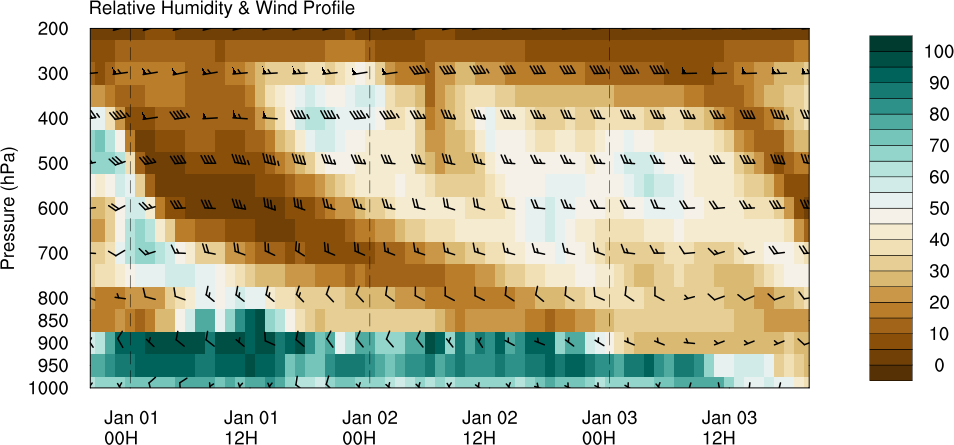 Relative Humidity & Wind Profile
Pressure (hPa)
200
300
400
500
600
700
800
850
900
950
1000
Jan 01
00H
Jan 01
12H
Jan 02
00H
Jan 02
12H
Jan 03
00H
Jan 03
12H
100
90
80
70
60
50
40
30
20
10
0